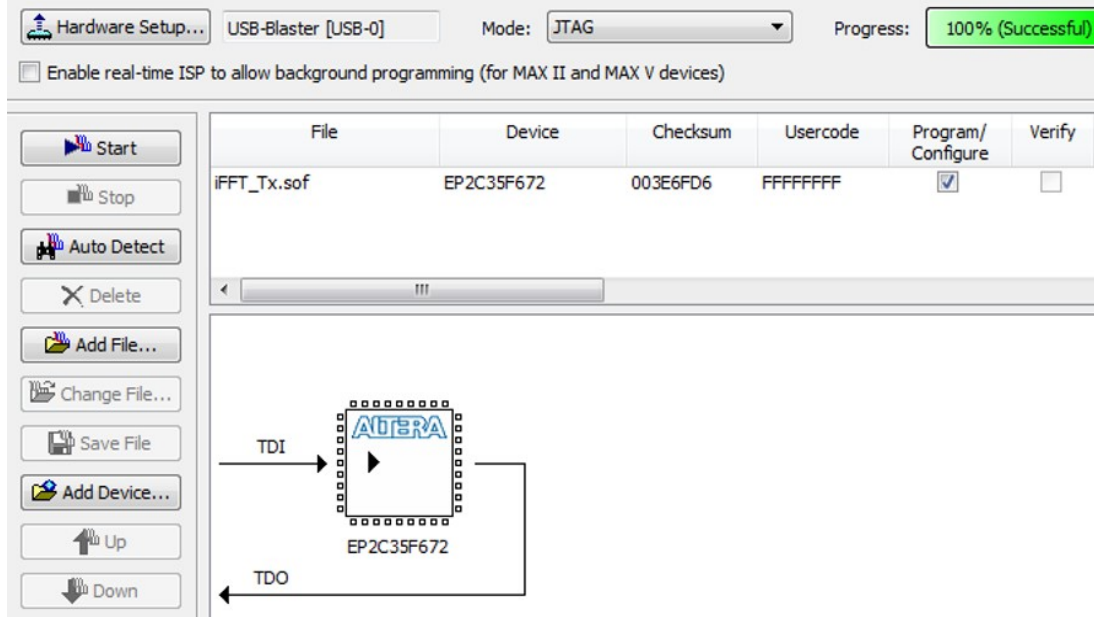 Hardware Setup... USB-Blaster [USB-0] Mode: JTAG Progress: 100% (Successful)
Enable real-time ISP to allow background programming (for MAX II and MAX V devices)
File Device Checksum Usercode Program/ Verify
Configure
Start
iFFT_Tx.sof EP2C35F672 003E6FD6 FFFFFFFF
Stop
Auto Detect
Delete
Add File...
Change File...
ALTERA
Save File
TDI
Add Device...
Up
EP2C35F672
TDO
Down